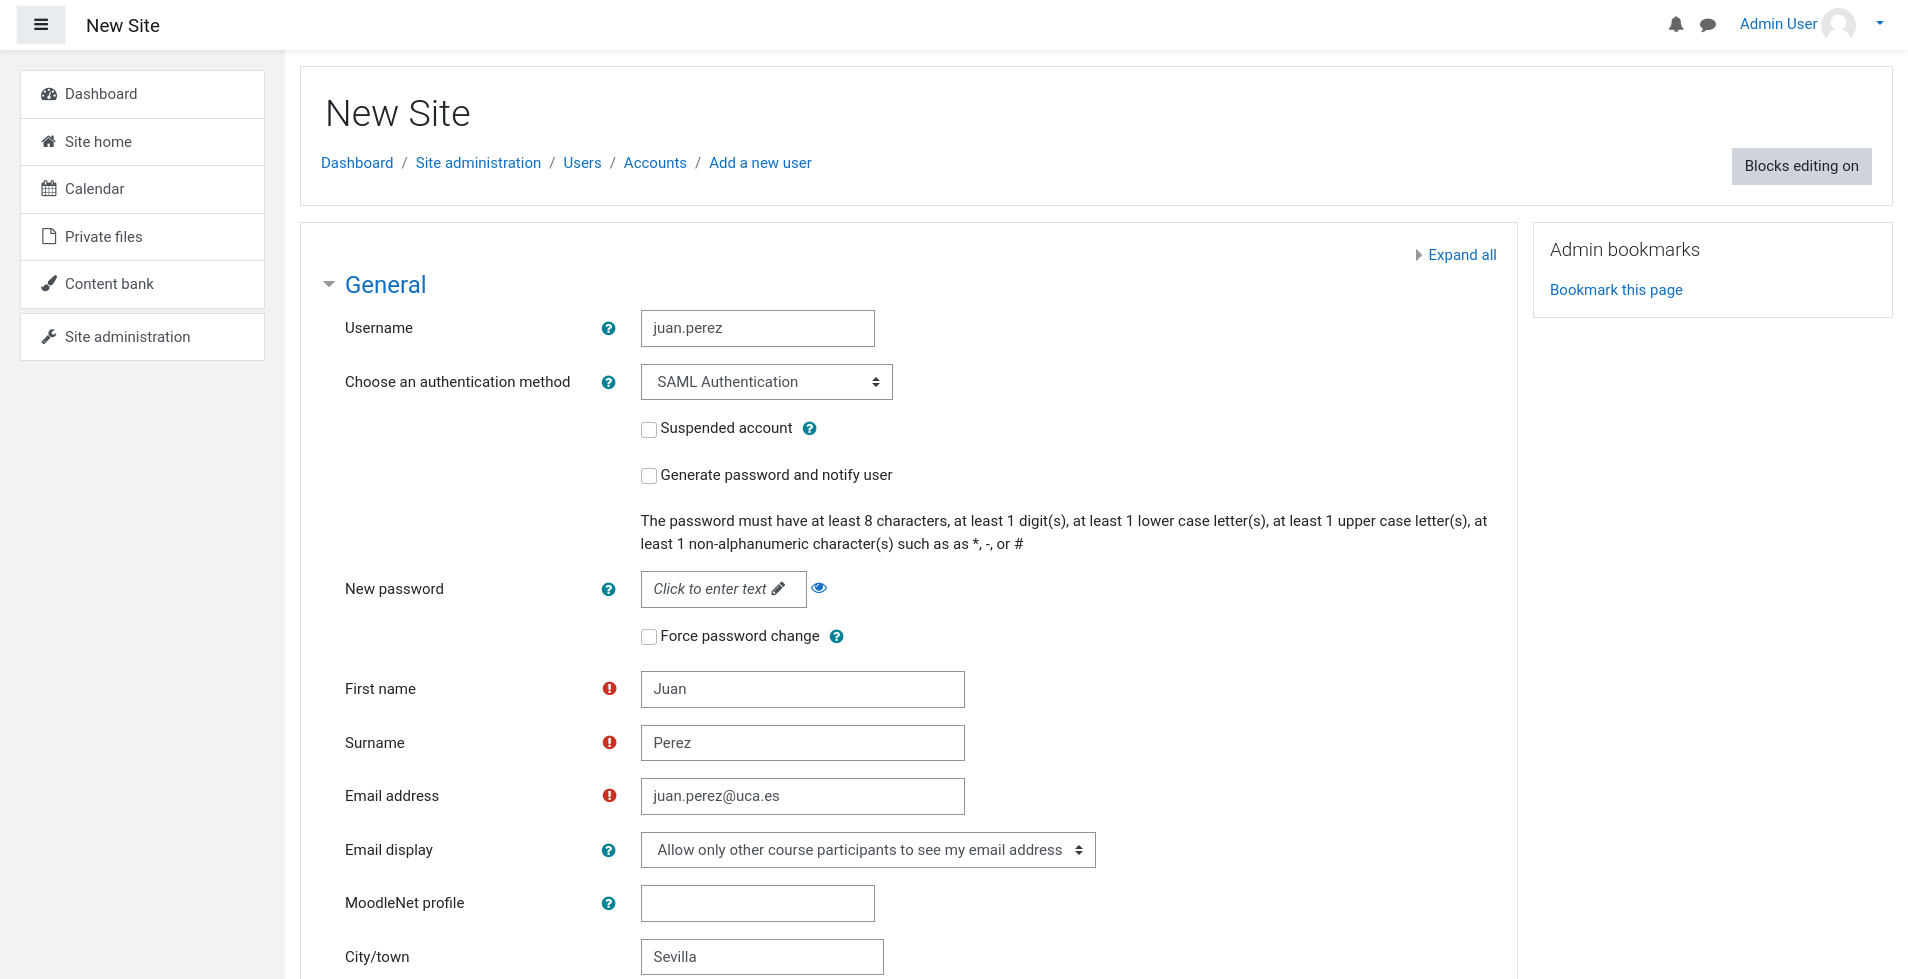 New Site
Admin User
Dashboard
Site home
Calendar
Private files
Content bank
Site administration
New Site
Dashboard / Site administration / Users / Accounts / Add a new user
Blocks editing on
Expand all
General
Username
juan.perez
Choose an authentication method
SAML Authentication
Suspended account
Generate password and notify user
The password must have at least 8 characters, at least 1 digit(s), at least 1 lower case letter(s), at least 1 upper case letter(s), at
least 1 non-alphanumeric character(s) such as as *, -, or #
New password
Click to enter text
Force password change
First name
Juan
Surname
Perez
Email address
juan.perez@uca.es
Email display
Allow only other course participants to see my email address
MoodleNet profile
City/town
Sevilla
Admin bookmarks
Bookmark this page